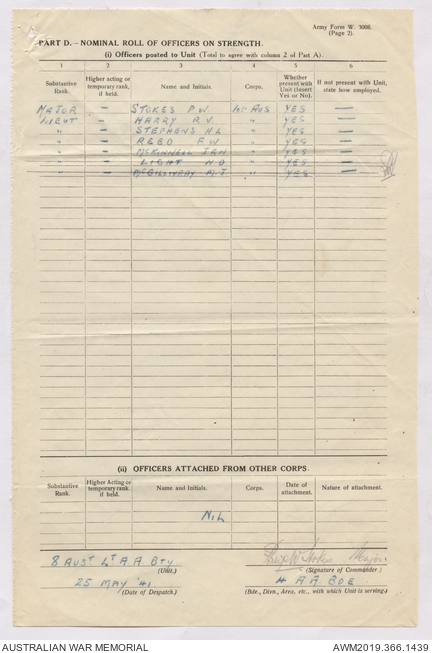 Army Form W. 3008.
(Page 2).
PART D. – NOMINAL ROLL OF OFFICERS ON STRENGTH.
(i) Officers posted to Unit (Total to agree with column 2 of Part A).
1 2 3 4 5 6
Substantive Rank. Higher acting or temporary rank, if held. Name and Initials. Corps. Whether present with Unit (Insert Yes or No). If not present with Unit, state how employed.
MAJOR – STOKES P W YES —
LIEUT – HARRY R.V. " YES —
" – STEPHENS H L " YES —
" – REED F W " YES —
" – McKINNELL " YES —
" – LIGHT H D " YES —
" – McGILLIVRAY M.J. " YES —
(ii) OFFICERS ATTACHED FROM OTHER CORPS.
Substantive Rank. Higher Acting or temporary rank if held. Name and Initials. Corps. Date of attachment. Nature of attachment.
NIL
8 AUST LT A A BTY Major
(Unit.) (Signature of Commander.)
25 MAY '41 4 A A BDE
(Date of Despatch.) (Bde., Divn., Area, etc., with which Unit is serving.)
AUSTRALIAN WAR MEMORIAL AWM2019.366.1439